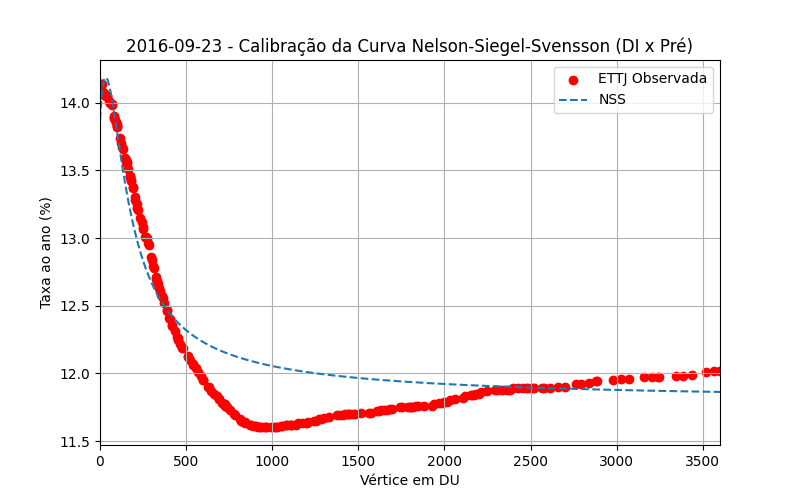 2016-09-23 - Calibração da Curva Nelson-Siegel-Svensson (DI x Pré)
ETTJ Observada
NSS
Taxa ao ano (%)
14.0
13.5
13.0
12.5
12.0
11.5
0 500 1000 1500 2000 2500 3000 3500
Vértice em DU